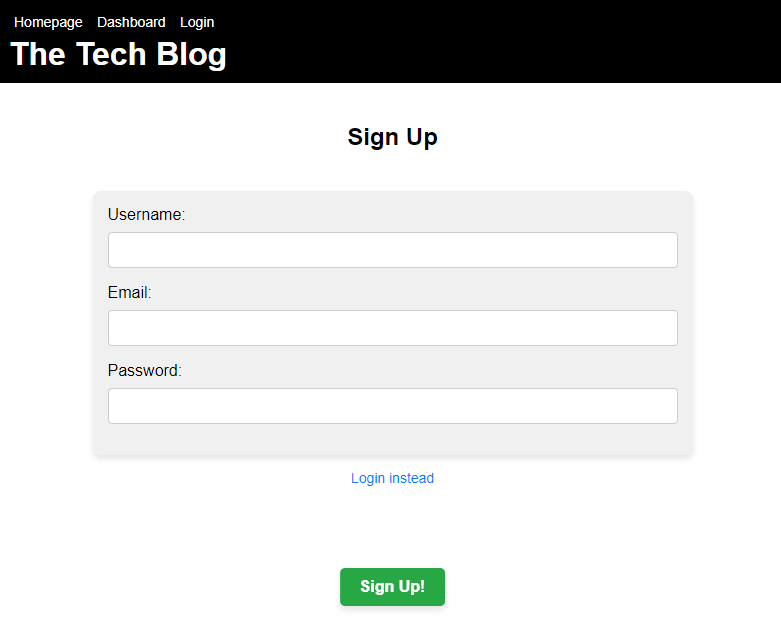 Homepage Dashboard Login
The Tech Blog
Sign Up
Username:
Email:
Password:
Login instead
Sign Up!